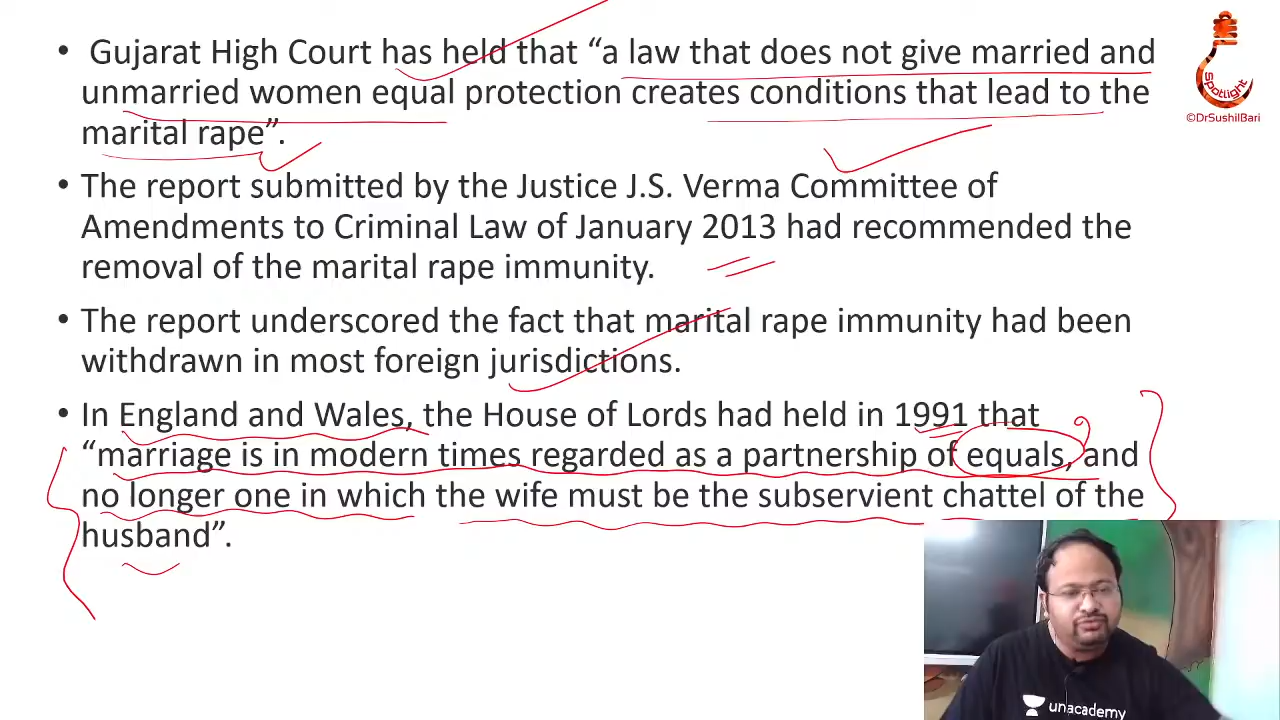 • Gujarat High Court has held that “a law that does not give married and
unmarried women equal protection creates conditions that lead to the
marital rape”.
• The report submitted by the Justice J.S. Verma Committee of
Amendments to Criminal Law of January 2013 had recommended the
removal of the marital rape immunity.
• The report underscored the fact that marital rape immunity had been
withdrawn in most foreign jurisdictions.
• In England and Wales, the House of Lords had held in 1991 that
“marriage is in modern times regarded as a partnership of equals, and
no longer one in which the wife must be the subservient chattel of the
husband”.
Spotlight
©DrSushilBari
unacademy